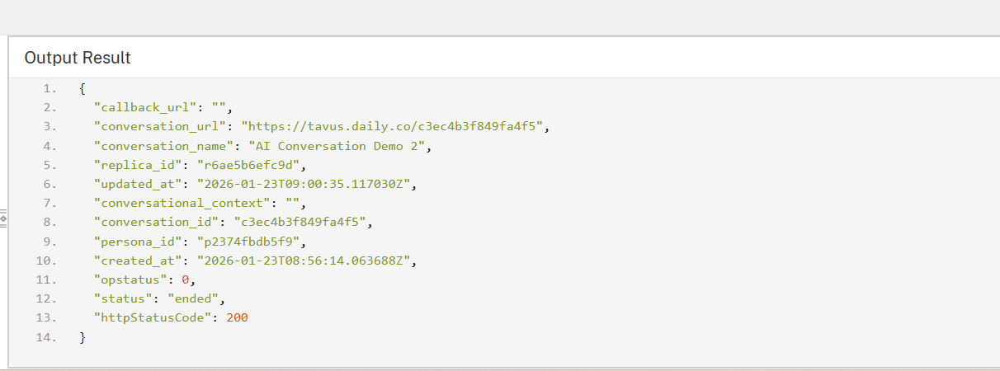 Output Result
1. {
2. "callback_url": "",
3. "conversation_url": "https://tavus.daily.co/c3ec4b3f849fa4f5",
4. "conversation_name": "AI Conversation Demo 2",
5. "replica_id": "r6ae5b6efc9d",
6. "updated_at": "2026-01-23T09:00:35.117030Z",
7. "conversational_context": "",
8. "conversation_id": "c3ec4b3f849fa4f5",
9. "persona_id": "p2374fbdb5f9",
10. "created_at": "2026-01-23T08:56:14.063688Z",
11. "opstatus": 0,
12. "status": "ended",
13. "httpStatusCode": 200
14. }